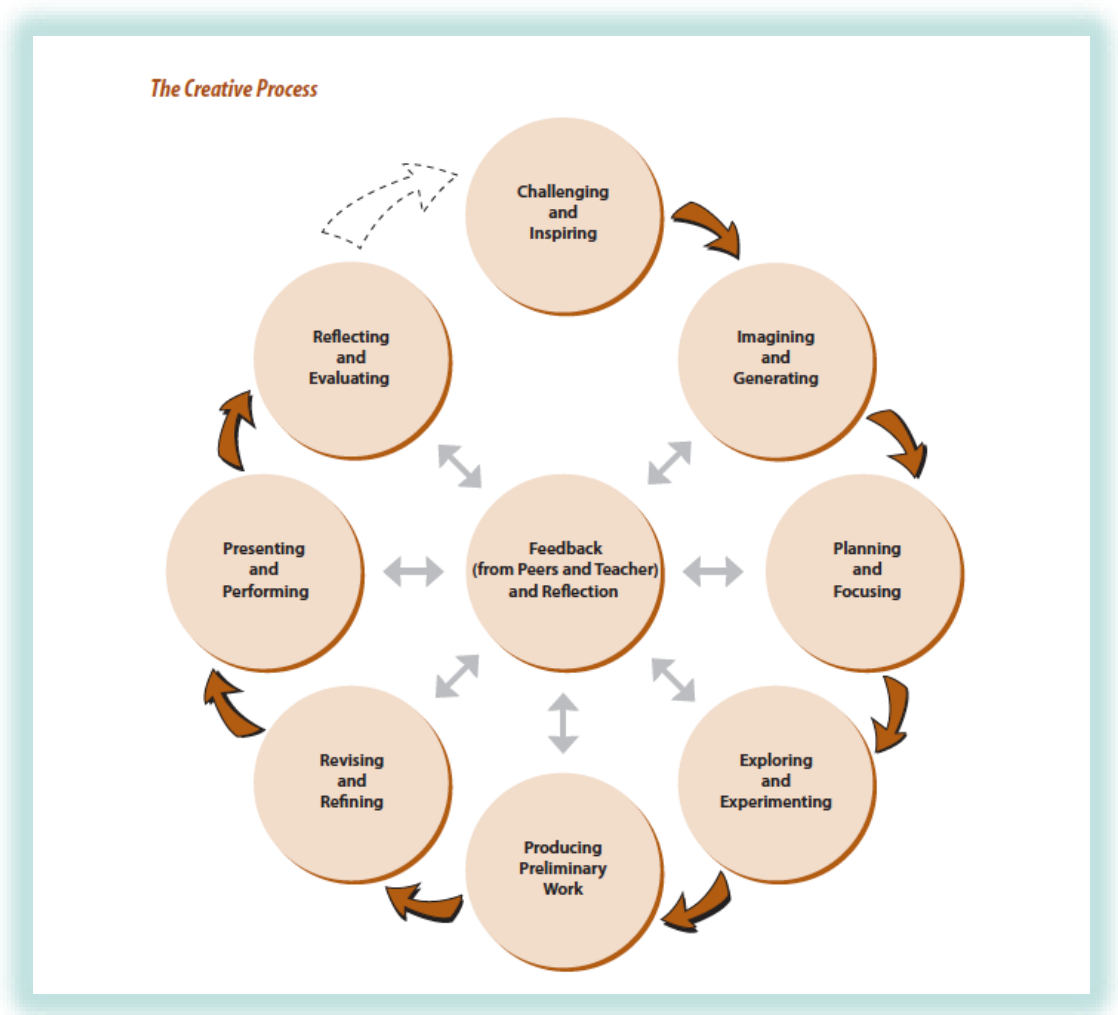 The Creative Process
Challenging
and
Inspiring
Imagining
and
Generating
Planning
and
Focusing
Exploring
and
Experimenting
Producing
Preliminary
Work
Revising
and
Refining
Presenting
and
Performing
Reflecting
and
Evaluating
Feedback
(from Peers and Teacher)
and Reflection